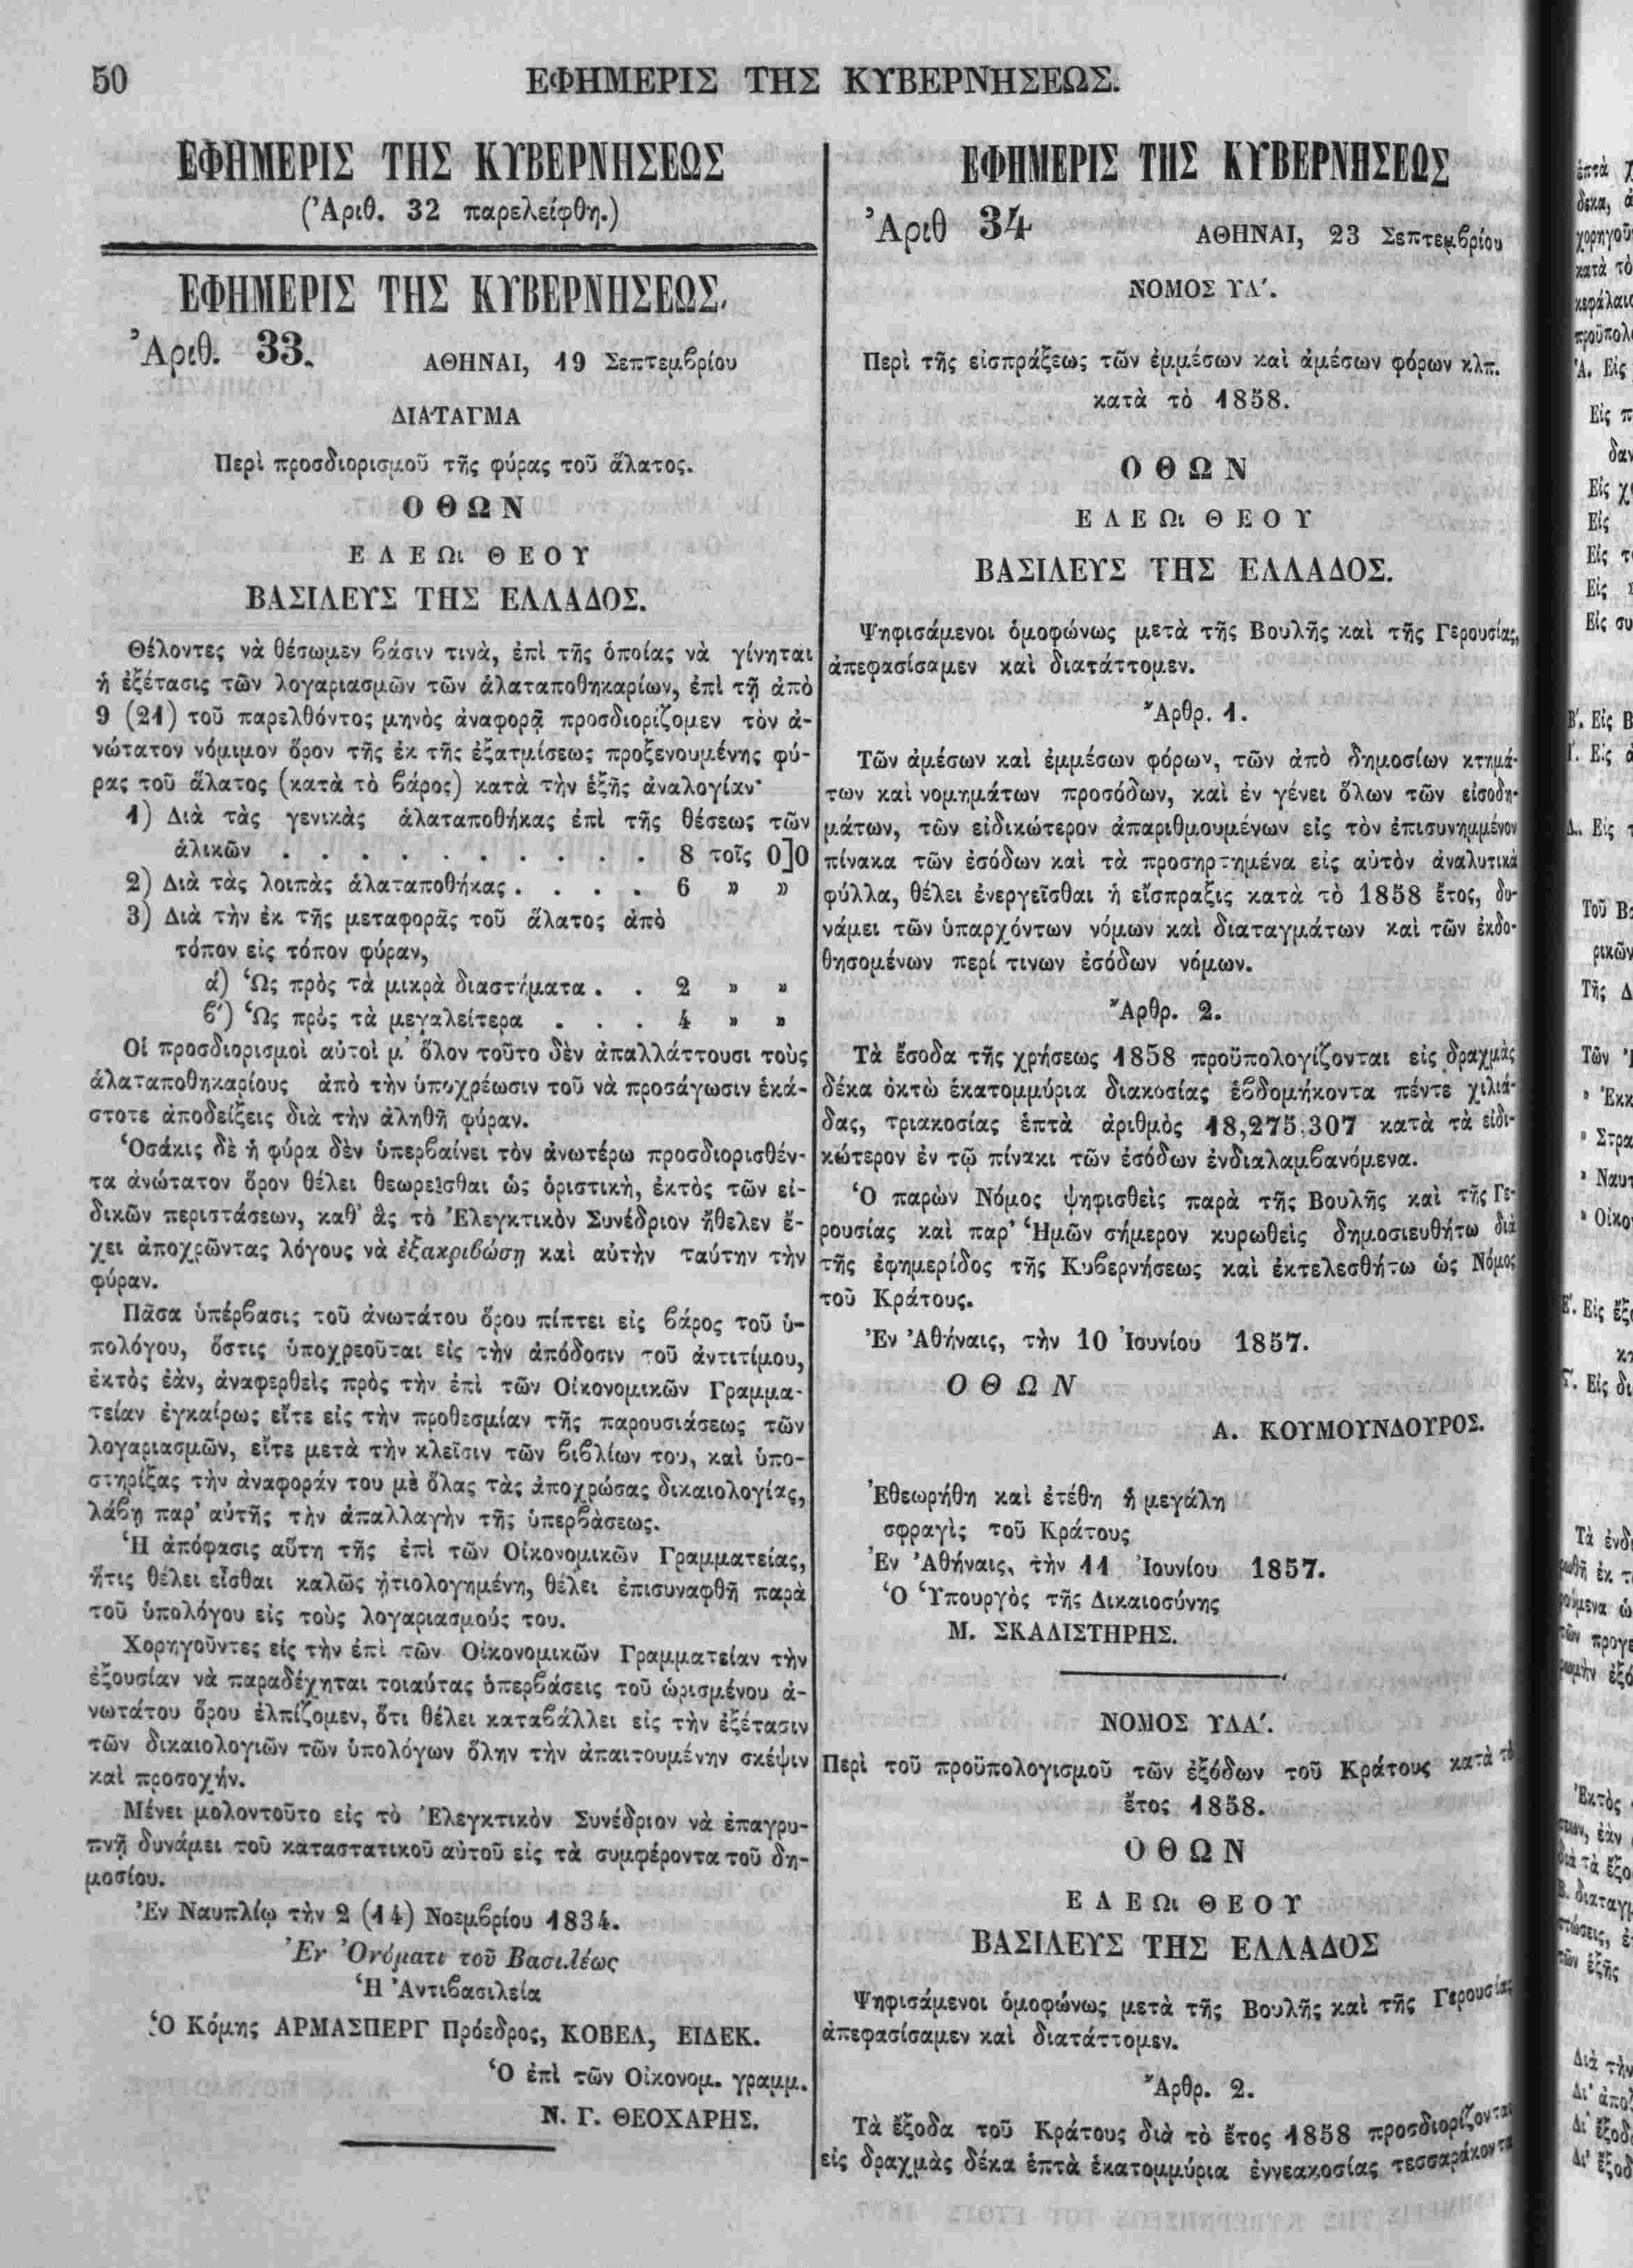 50
ΕΦΗΜΕΡΙΣ ΤΗΣ ΚΥΒΕΡΝΗΣΕΩΣ.
ΕΦΗΜΕΡΙΣ ΤΗΣ ΚΥΒΕΡΝΗΣΕΩΣ
(Ἀριθ. 32 παρελείφθη.)
ΕΦΗΜΕΡΙΣ ΤΗΣ ΚΥΒΕΡΝΗΣΕΩΣ.
Ἀριθ. 33. ΑΘΗΝΑΙ, 19 Σεπτεμβρίου
ΔΙΑΤΑΓΜΑ
Περὶ προσδιορισμοῦ τῆς φύρας τοῦ ἅλατος.
ΟΘΩΝ
ΕΛΕΩι ΘΕΟΥ
ΒΑΣΙΛΕΥΣ ΤΗΣ ΕΛΛΑΔΟΣ.
Θέλοντες νὰ θέσωμεν βάσιν τινὰ, ἐπὶ τῆς ὁποίας νὰ γίνηται
ἡ ἐξέτασις τῶν λογαριασμῶν τῶν ἁλαταποθηκαρίων, ἐπὶ τῇ ἀπὸ
9 (21) τοῦ παρελθόντος μηνὸς ἀναφορᾷ προσδιορίζομεν τὸν ἀ-
νώτατον νόμιμον ὅρον τῆς ἐκ τῆς ἐξατμίσεως προξενουμένης φύ-
ρας τοῦ ἅλατος (κατὰ τὸ βάρος) κατὰ τὴν ἑξῆς ἀναλογίαν·
1) Διὰ τὰς γενικὰς ἁλαταποθήκας ἐπὶ τῆς θέσεως τῶν
ἁλικῶν . . . . . . . . . . 8 τοῖς 0]0
2) Διὰ τὰς λοιπὰς ἁλαταποθήκας . . . . 6 » »
3) Διὰ τὴν ἐκ τῆς μεταφορᾶς τοῦ ἅλατος ἀπὸ
τόπον εἰς τόπον φύραν,
ά) Ὡς πρὸς τὰ μικρὰ διαστήματα . . 2 » »
β΄) Ὡς πρὸς τὰ μεγαλείτερα . . . 4 » »
Οἱ προσδιορισμοὶ αὐτοὶ μ' ὅλον τοῦτο δὲν ἀπαλλάττουσι τοὺς
ἁλαταποθηκαρίους ἀπὸ τὴν ὑποχρέωσιν τοῦ νὰ προσάγωσιν ἑκά-
στοτε ἀποδείξεις διὰ τὴν ἀληθῆ φύραν.
Ὁσάκις δὲ ἡ φύρα δὲν ὑπερβαίνει τὸν ἀνωτέρω προσδιορισθέν-
τα ἀνώτατον ὅρον θέλει θεωρεῖσθαι ὡς ὁριστικὴ, ἐκτὸς τῶν εἰ-
δικῶν περιστάσεων, καθ' ἃς τὸ Ἐλεγκτικὸν Συνέδριον ἤθελεν ἔ-
χει ἀποχρῶντας λόγους νὰ ἐξακριβώσῃ καὶ αὐτὴν ταύτην τὴν
φύραν.
Πᾶσα ὑπέρβασις τοῦ ἀνωτάτου ὅρου πίπτει εἰς βάρος τοῦ ὑ-
πολόγου, ὅστις ὑποχρεοῦται εἰς τὴν ἀπόδοσιν τοῦ ἀντιτίμου,
ἐκτὸς ἐὰν, ἀναφερθεὶς πρὸς τὴν ἐπὶ τῶν Οἰκονομικῶν Γραμμα-
τείαν ἐγκαίρως εἴτε εἰς τὴν προθεσμίαν τῆς παρουσιάσεως τῶν
λογαριασμῶν, εἴτε μετὰ τὴν κλεῖσιν τῶν βιβλίων του, καὶ ὑπο-
στηρίξας τὴν ἀναφοράν του μὲ ὅλας τὰς ἀποχρώσας δικαιολογίας,
λάβῃ παρ' αὐτῆς τὴν ἀπαλλαγὴν τῆς ὑπερβάσεως.
Ἡ ἀπόφασις αὕτη τῆς ἐπὶ τῶν Οἰκονομικῶν Γραμματείας,
ἥτις θέλει εἶσθαι καλῶς ᾐτιολογημένη, θέλει ἐπισυναφθῆ παρὰ
τοῦ ὑπολόγου εἰς τοὺς λογαριασμούς του.
Χορηγοῦντες εἰς τὴν ἐπὶ τῶν Οἰκονομικῶν Γραμματείαν τὴν
ἐξουσίαν νὰ παραδέχηται τοιαύτας ὑπερβάσεις τοῦ ὡρισμένου ἀ-
νωτάτου ὅρου ἐλπίζομεν, ὅτι θέλει καταβάλλει εἰς τὴν ἐξέτασιν
τῶν δικαιολογιῶν τῶν ὑπολόγων ὅλην τὴν ἀπαιτουμένην σκέψιν
καὶ προσοχήν.
Μένει μολοντοῦτο εἰς τὸ Ἐλεγκτικὸν Συνέδριον νὰ ἐπαγρυ-
πνῇ δυνάμει τοῦ καταστατικοῦ αὐτοῦ εἰς τὰ συμφέροντα τοῦ δη-
μοσίου.
Ἐν Ναυπλίῳ τὴν 2 (14) Νοεμβρίου 1834.
Ἐν Ὀνόματι τοῦ Βασιλέως
Ἡ Ἀντιβασιλεία
Ὁ Κόμης ΑΡΜΑΣΠΕΡΓ Πρόεδρος, ΚΟΒΕΛ, ΕΙΔΕΚ.
Ὁ ἐπὶ τῶν Οἰκονομ. γραμμ.
Ν. Γ. ΘΕΟΧΑΡΗΣ.
ΕΦΗΜΕΡΙΣ ΤΗΣ ΚΥΒΕΡΝΗΣΕΩΣ
Ἀριθ 34 ΑΘΗΝΑΙ, 23 Σεπτεμβρίου
ΝΟΜΟΣ ΥΛ΄.
Περὶ τῆς εἰσπράξεως τῶν ἐμμέσων καὶ ἀμέσων φόρων κλπ.
κατὰ τὸ 1858.
ΟΘΩΝ
ΕΛΕΩι ΘΕΟΥ
ΒΑΣΙΛΕΥΣ ΤΗΣ ΕΛΛΑΔΟΣ.
Ψηφισάμενοι ὁμοφώνως μετὰ τῆς Βουλῆς καὶ τῆς Γερουσίας,
ἀπεφασίσαμεν καὶ διατάττομεν.
Ἄρθρ. 1.
Τῶν ἀμέσων καὶ ἐμμέσων φόρων, τῶν ἀπὸ δημοσίων κτημά-
των καὶ νομημάτων προσόδων, καὶ ἐν γένει ὅλων τῶν εἰσοδη-
μάτων, τῶν εἰδικώτερον ἀπαριθμουμένων εἰς τὸν ἐπισυνημμένον
πίνακα τῶν ἐσόδων καὶ τὰ προσηρτημένα εἰς αὐτὸν ἀναλυτικὰ
φύλλα, θέλει ἐνεργεῖσθαι ἡ εἴσπραξις κατὰ τὸ 1858 ἔτος, δυ-
νάμει τῶν ὑπαρχόντων νόμων καὶ διαταγμάτων καὶ τῶν ἐκδο-
θησομένων περί τινων ἐσόδων νόμων.
Ἄρθρ. 2.
Τὰ ἔσοδα τῆς χρήσεως 1858 προϋπολογίζονται εἰς δραχμὰς
δέκα ὀκτὼ ἑκατομμύρια διακοσίας ἑβδομήκοντα πέντε χιλιά-
δας, τριακοσίας ἑπτὰ ἀριθμὸς 18,275,307 κατὰ τὰ εἰδι-
κώτερον ἐν τῷ πίνακι τῶν ἐσόδων ἐνδιαλαμβανόμενα.
Ὁ παρὼν Νόμος ψηφισθεὶς παρὰ τῆς Βουλῆς καὶ τῆς Γε-
ρουσίας καὶ παρ' Ἡμῶν σήμερον κυρωθεὶς δημοσιευθήτω διὰ
τῆς ἐφημερίδος τῆς Κυβερνήσεως καὶ ἐκτελεσθήτω ὡς Νόμος
τοῦ Κράτους.
Ἐν Ἀθήναις, τὴν 10 Ἰουνίου 1857.
ΟΘΩΝ
Α. ΚΟΥΜΟΥΝΔΟΥΡΟΣ.
Ἐθεωρήθη καὶ ἐτέθη ἡ μεγάλη
σφραγὶς τοῦ Κράτους
Ἐν Ἀθήναις, τὴν 11 Ἰουνίου 1857.
Ὁ Ὑπουργὸς τῆς Δικαιοσύνης
Μ. ΣΚΑΛΙΣΤΗΡΗΣ.
ΝΟΜΟΣ ΥΛΑ΄.
Περὶ τοῦ προϋπολογισμοῦ τῶν ἐξόδων τοῦ Κράτους κατὰ τὸ
ἔτος 1858.
ΟΘΩΝ
ΕΛΕΩι ΘΕΟΥ
ΒΑΣΙΛΕΥΣ ΤΗΣ ΕΛΛΑΔΟΣ
Ψηφισάμενοι ὁμοφώνως μετὰ τῆς Βουλῆς καὶ τῆς Γερουσίας
ἀπεφασίσαμεν καὶ διατάττομεν.
Ἄρθρ. 2.
Τὰ ἔξοδα τοῦ Κράτους διὰ τὸ ἔτος 1858 προσδιορίζονται
εἰς δραχμὰς δέκα ἑπτὰ ἑκατομμύρια ἐννεακοσίας τεσσαράκοντα